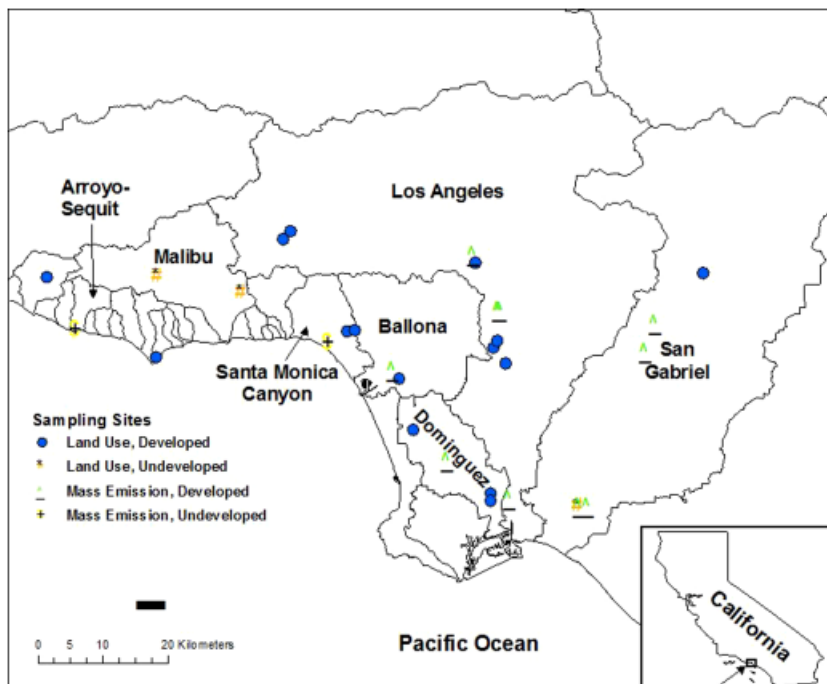 Arroyo-
Sequit
Los Angeles
Malibu
Ballona
Santa Monica
Canyon
San
Gabriel
Dominguez
Sampling Sites
Land Use, Developed
Land Use, Undeveloped
Mass Emission, Developed
Mass Emission, Undeveloped
0 5 10 20 Kilometers
Pacific Ocean
California